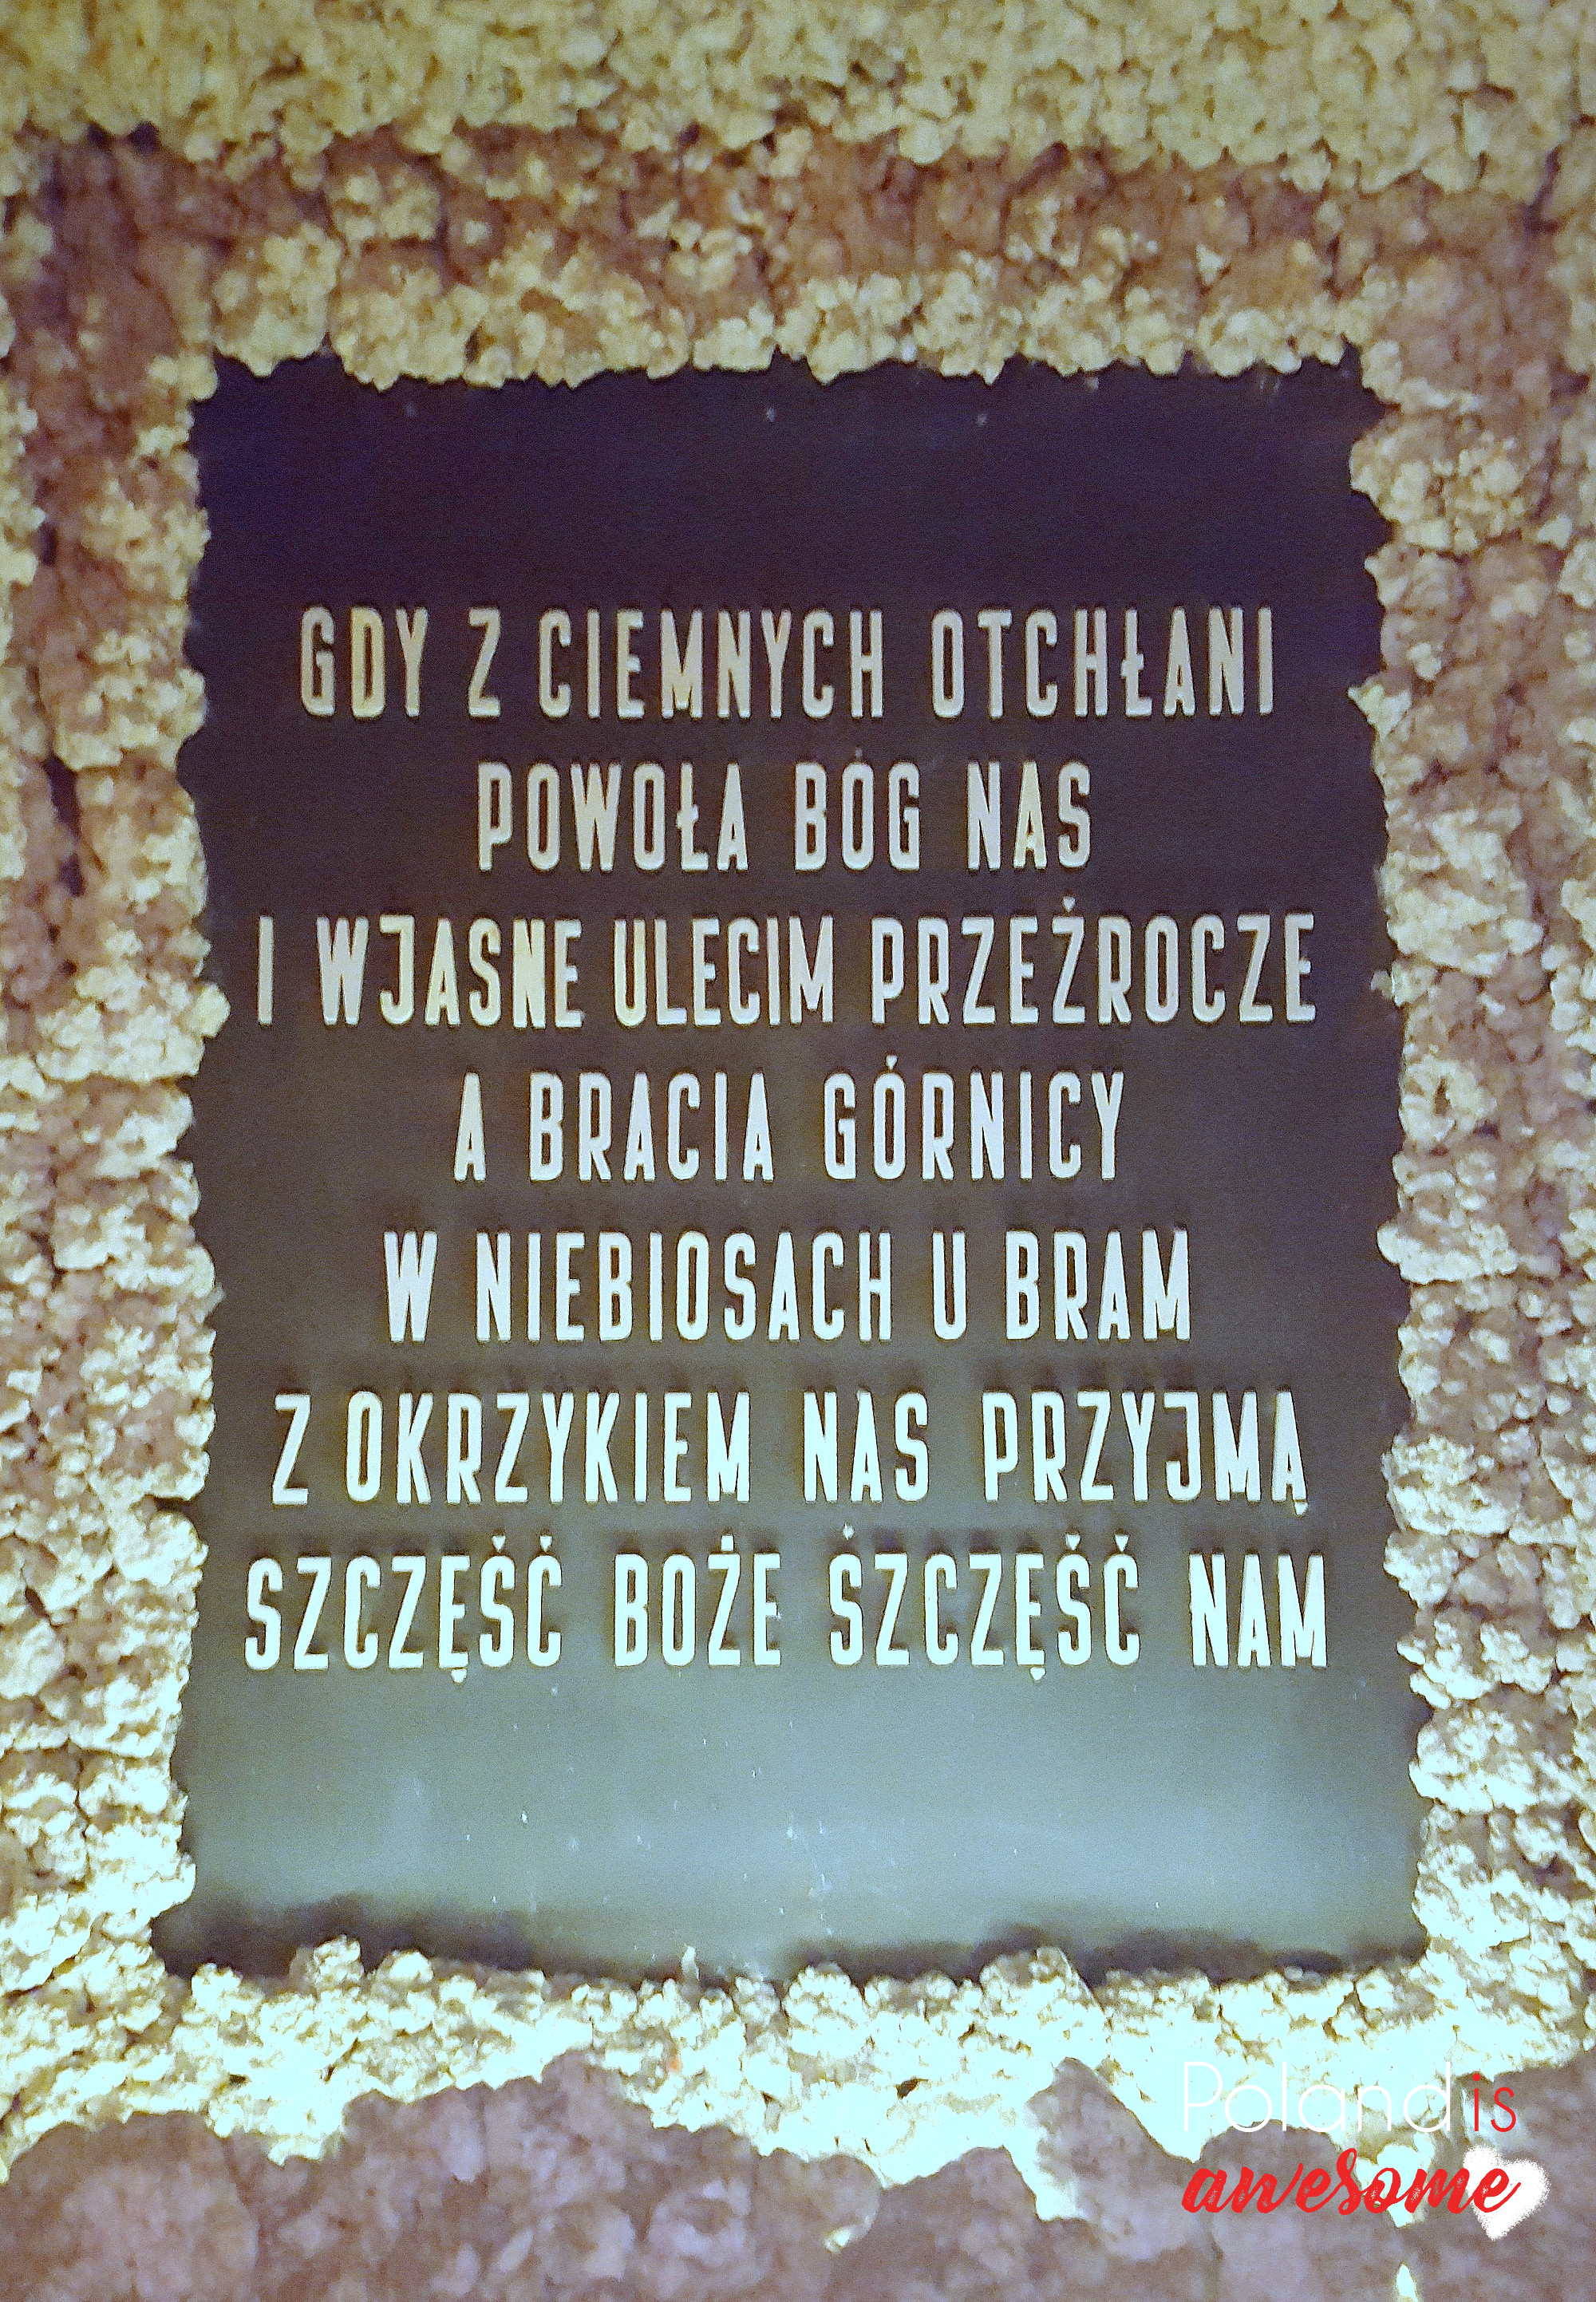 GDY Z CIEMNYCH OTCHŁANI
POWOŁA BÓG NAS
I W JASNE ULECIM PRZEŹROCZE
A BRACIA GÓRNICY
W NIEBIOSACH U BRAM
Z OKRZYKIEM NAS PRZYJMĄ
SZCZĘŚĆ BOŻE SZCZĘŚĆ NAM
Poland is
awesome